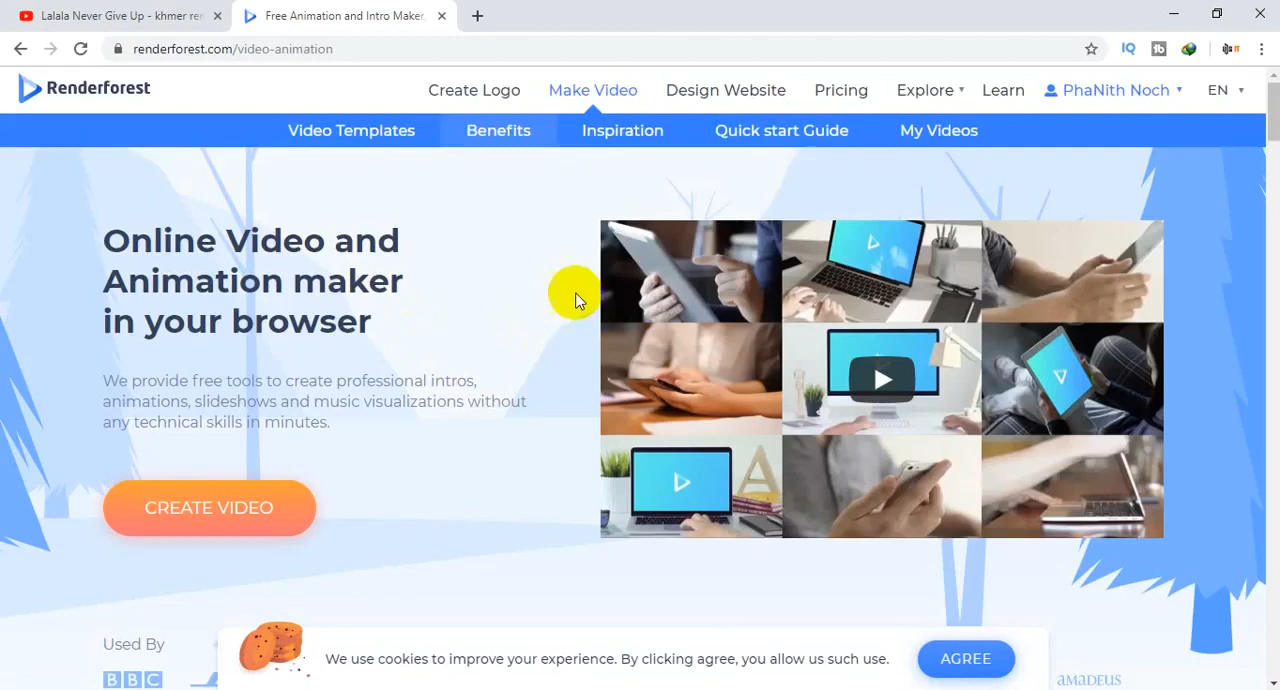 Lalala Never Give Up - khmer rer
Free Animation and Intro Maker,
renderforest.com/video-animation
Renderforest
Create Logo
Make Video
Design Website
Pricing
Explore
Learn
PhaNith Noch
EN
Video Templates
Benefits
Inspiration
Quick start Guide
My Videos
Online Video and
Animation maker
in your browser
We provide free tools to create professional intros,
animations, slideshows and music visualizations without
any technical skills in minutes.
CREATE VIDEO
Used By
We use cookies to improve your experience. By clicking agree, you allow us such use.
AGREE
BBC
amadeus